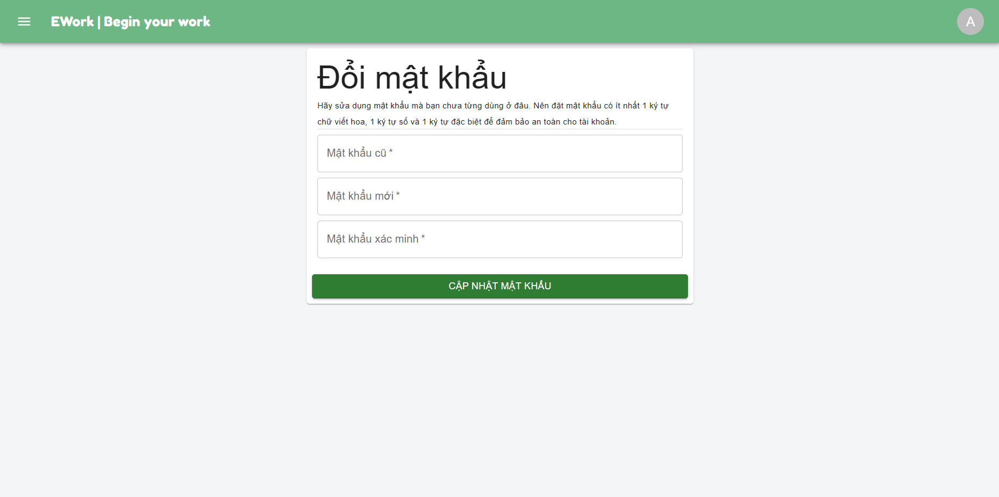 EWork | Begin your work
A
Đổi mật khẩu
Hãy sửa dụng mật khẩu mà bạn chưa từng dùng ở đâu. Nên đặt mật khẩu có ít nhất 1 ký tự
chữ viết hoa, 1 ký tự số và 1 ký tự đặc biệt để đảm bảo an toàn cho tài khoản.
Mật khẩu cũ *
Mật khẩu mới *
Mật khẩu xác minh *
CẬP NHẬT MẬT KHẨU